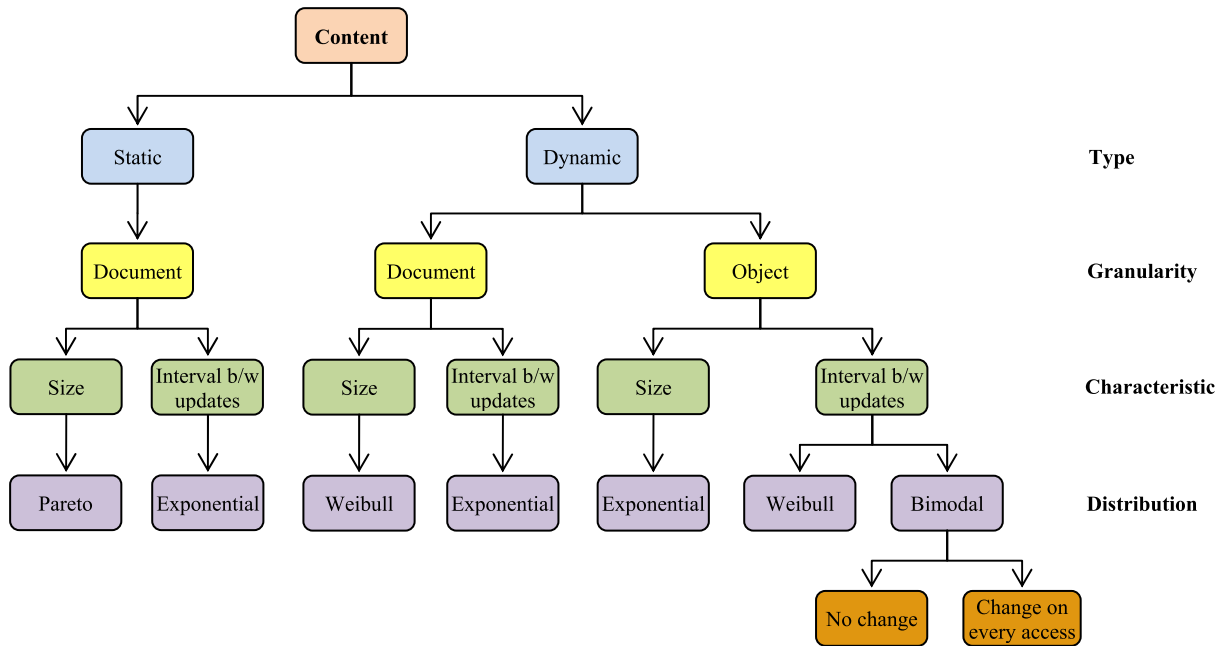 Content
Static
Dynamic
Type
Document
Document
Object
Granularity
Size
Interval b/w
updates
Size
Interval b/w
updates
Size
Interval b/w
updates
Characteristic
Pareto
Exponential
Weibull
Exponential
Exponential
Weibull
Bimodal
Distribution
No change
Change on
every access